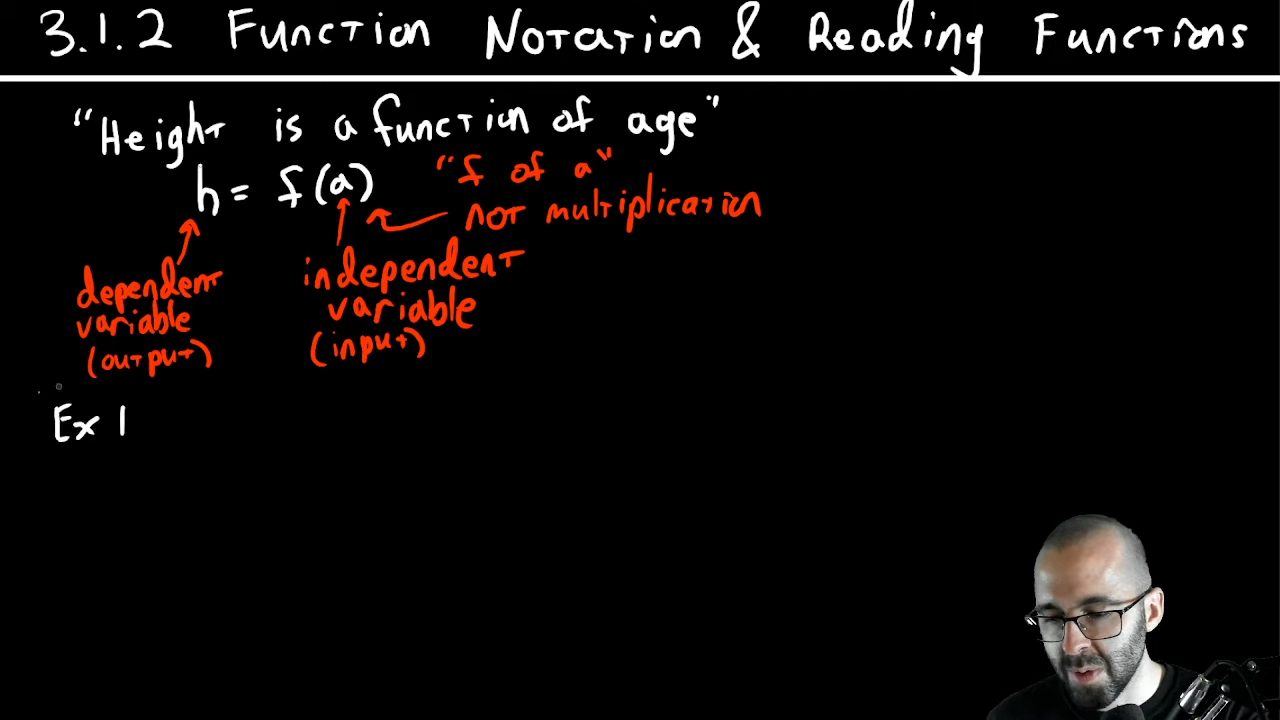 3.1.2 Function Notation & Reading Functions
"Height is a function of age"
h = f(a) "f of a"
not multiplication
dependent variable (output)
independent variable (input)
Ex 1